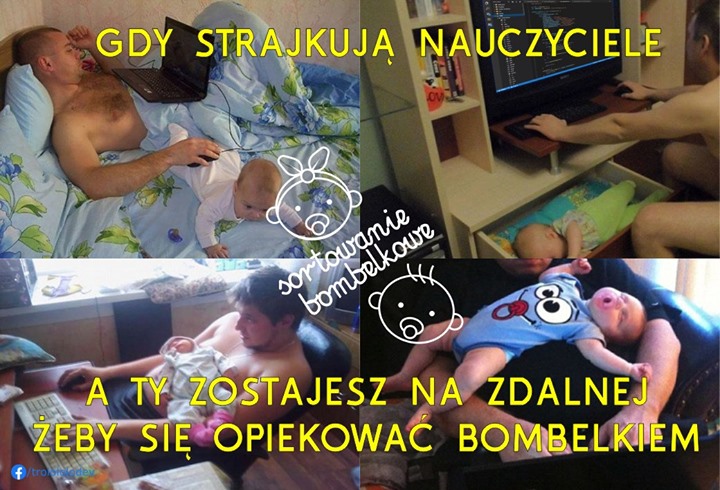 GDY STRAJKUJĄ NAUCZYCIELE
sortowanie
bombelkowe
A TY ZOSTAJESZ NA ZDALNEJ
ŻEBY SIĘ OPIEKOWAĆ BOMBELKIEM